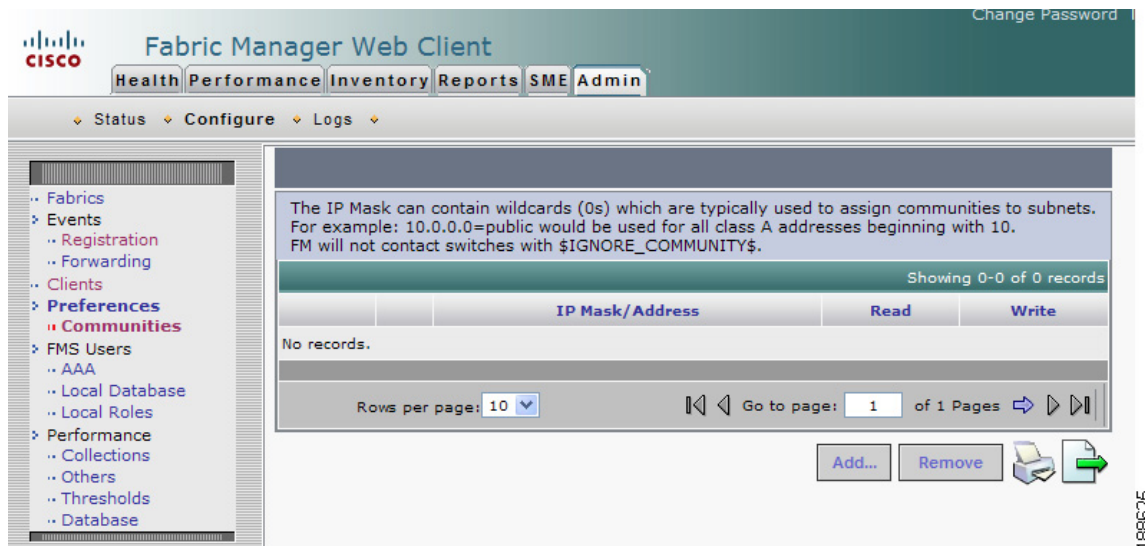 Change Password
CISCO
Fabric Manager Web Client
Health Performance Inventory Reports SME Admin
Status Configure Logs
Fabrics
Events
Registration
Forwarding
Clients
Preferences
Communities
FMS Users
AAA
Local Database
Local Roles
Performance
Collections
Others
Thresholds
Database
The IP Mask can contain wildcards (0s) which are typically used to assign communities to subnets.
For example: 10.0.0.0=public would be used for all class A addresses beginning with 10.
FM will not contact switches with $IGNORE_COMMUNITY$.
Showing 0-0 of 0 records
IP Mask/Address Read Write
No records.
Rows per page: 10 Go to page: 1 of 1 Pages
Add... Remove